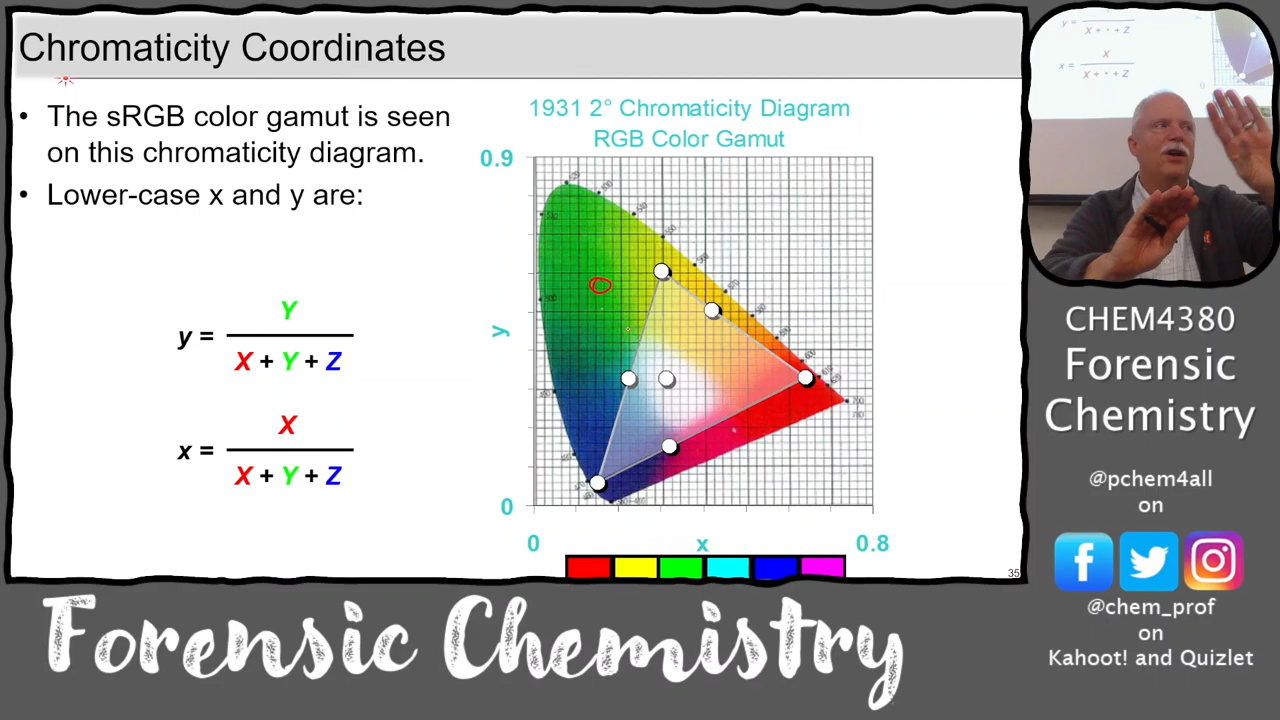 Chromaticity Coordinates
• The sRGB color gamut is seen
on this chromaticity diagram.
• Lower-case x and y are:
y = Y
X + Y + Z
x = X
X + Y + Z
1931 2° Chromaticity Diagram
RGB Color Gamut
0.9
y
0
0
x
0.8
35
CHEM4380
Forensic
Chemistry
@pchem4all
on
@chem_prof
on
Kahoot! and Quizlet
Forensic Chemistry